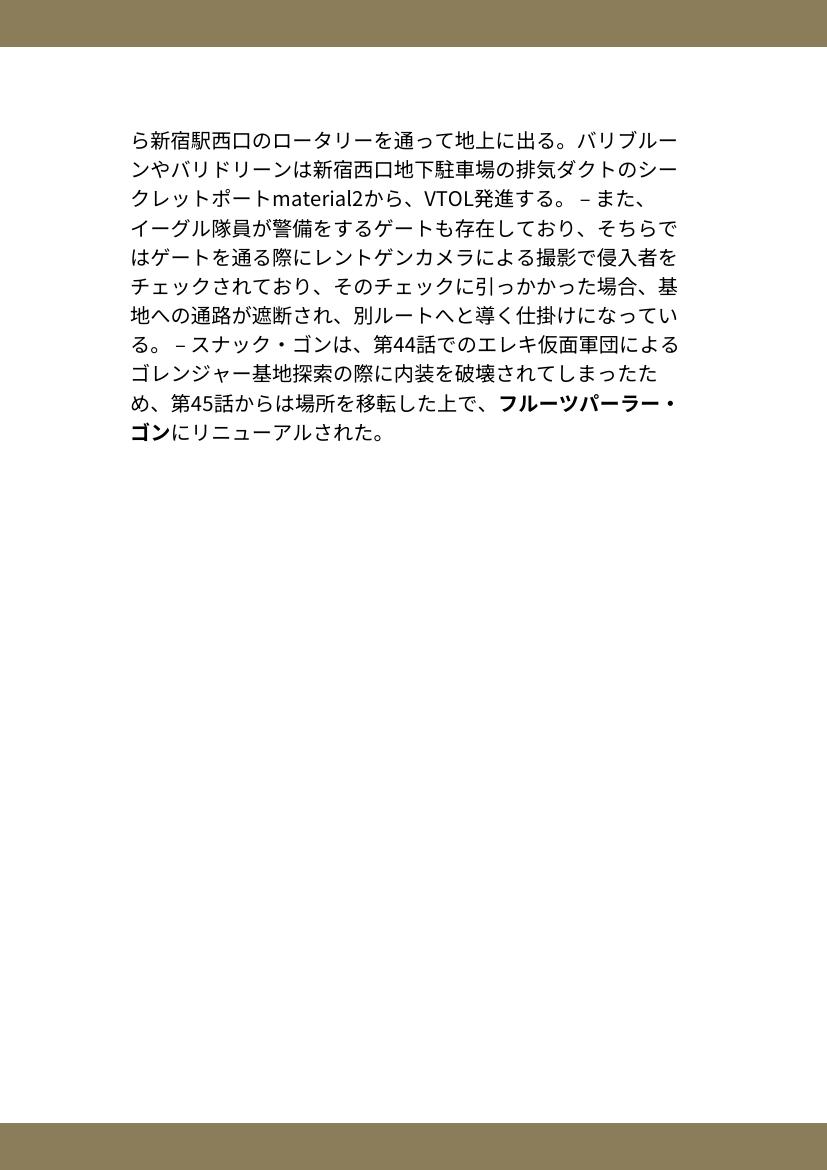 ら新宿駅西口のロータリーを通って地上に出る。バリブルー
ンやバリドリーンは新宿西口地下駐車場の排気ダクトのシー
クレットポートmaterial2から、VTOL発進する。 – また、
イーグル隊員が警備をするゲートも存在しており、そちらで
はゲートを通る際にレントゲンカメラによる撮影で侵入者を
チェックされており、そのチェックに引っかかった場合、基
地への通路が遮断され、別ルートへと導く仕掛けになってい
る。 – スナック・ゴンは、第44話でのエレキ仮面軍団による
ゴレンジャー基地探索の際に内装を破壊されてしまったた
め、第45話からは場所を移転した上で、フルーツパーラー・
ゴンにリニューアルされた。